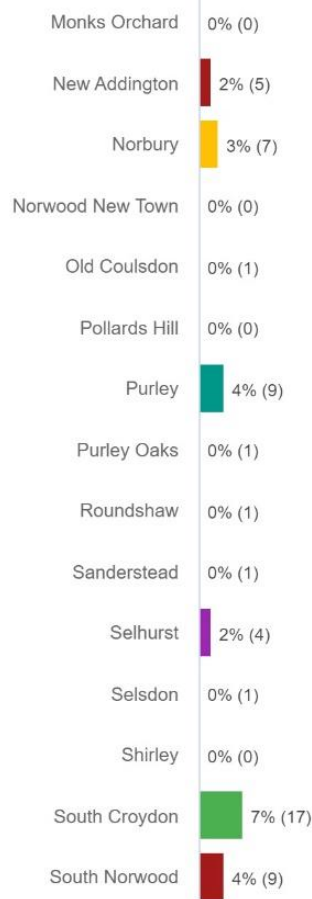 Monks Orchard 0% (0)
New Addington 2% (5)
Norbury 3% (7)
Norwood New Town 0% (0)
Old Coulsdon 0% (1)
Pollards Hill 0% (0)
Purley 4% (9)
Purley Oaks 0% (1)
Roundshaw 0% (1)
Sanderstead 0% (1)
Selhurst 2% (4)
Selsdon 0% (1)
Shirley 0% (0)
South Croydon 7% (17)
South Norwood 4% (9)